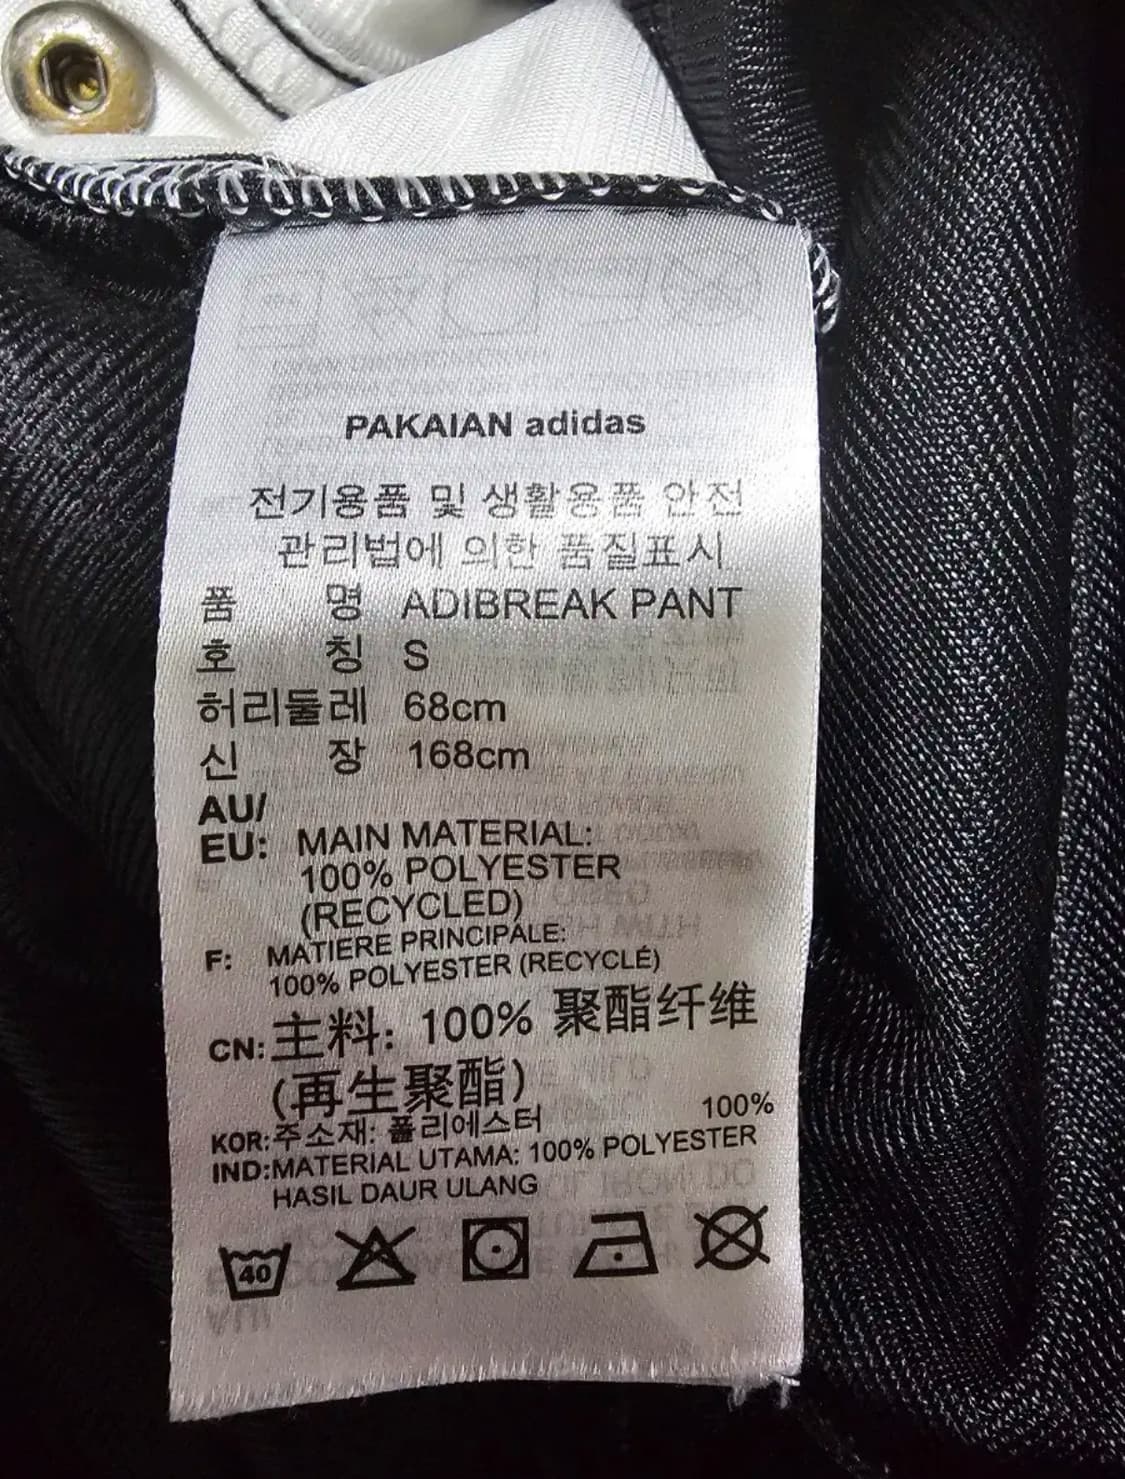 PAKAIAN adidas
전기용품 및 생활용품 안전
관리법에 의한 품질표시
품 명 ADIBREAK PANT
호 칭 S
허리둘레 68cm
신 장 168cm
AU/
EU: MAIN MATERIAL:
100% POLYESTER
(RECYCLED)
F: MATIERE PRINCIPALE:
100% POLYESTER (RECYCLÉ)
CN: 主料: 100% 聚酯纤维
(再生聚酯)
100%
KOR: 주소재: 폴리에스터
IND: MATERIAL UTAMA: 100% POLYESTER
HASIL DAUR ULANG
40